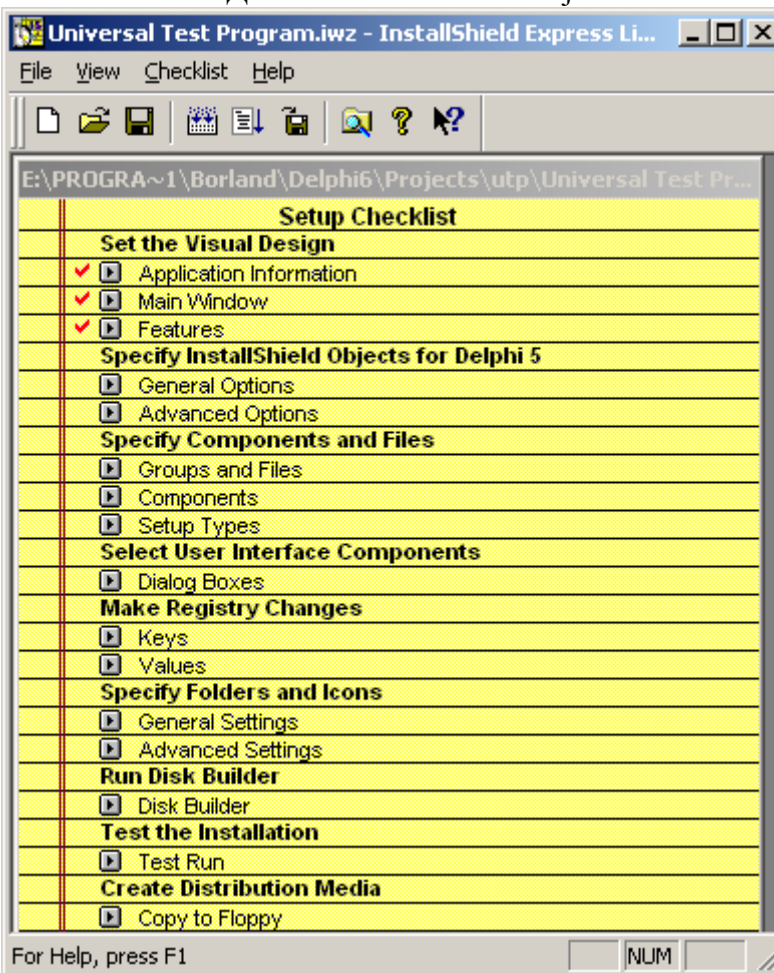 Universal Test Program.iwz - InstallShield Express Li...
File View Checklist Help
E:\PROGRA~1\Borland\Delphi6\Projects\utp\Universal Test Pr...
Setup Checklist
Set the Visual Design
Application Information
Main Window
Features
Specify InstallShield Objects for Delphi 5
General Options
Advanced Options
Specify Components and Files
Groups and Files
Components
Setup Types
Select User Interface Components
Dialog Boxes
Make Registry Changes
Keys
Values
Specify Folders and Icons
General Settings
Advanced Settings
Run Disk Builder
Disk Builder
Test the Installation
Test Run
Create Distribution Media
Copy to Floppy
For Help, press F1 NUM